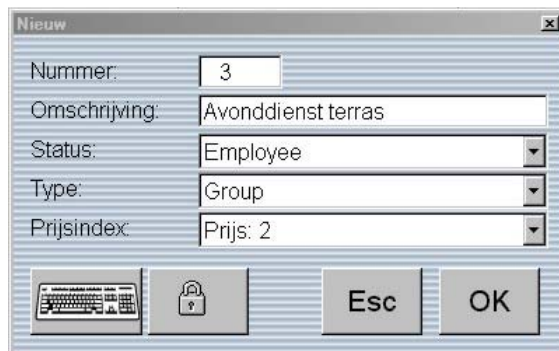 Nieuw
Nummer: 3
Omschrijving: Avonddienst terras
Status: Employee
Type: Group
Prijsindex: Prijs: 2
Esc OK